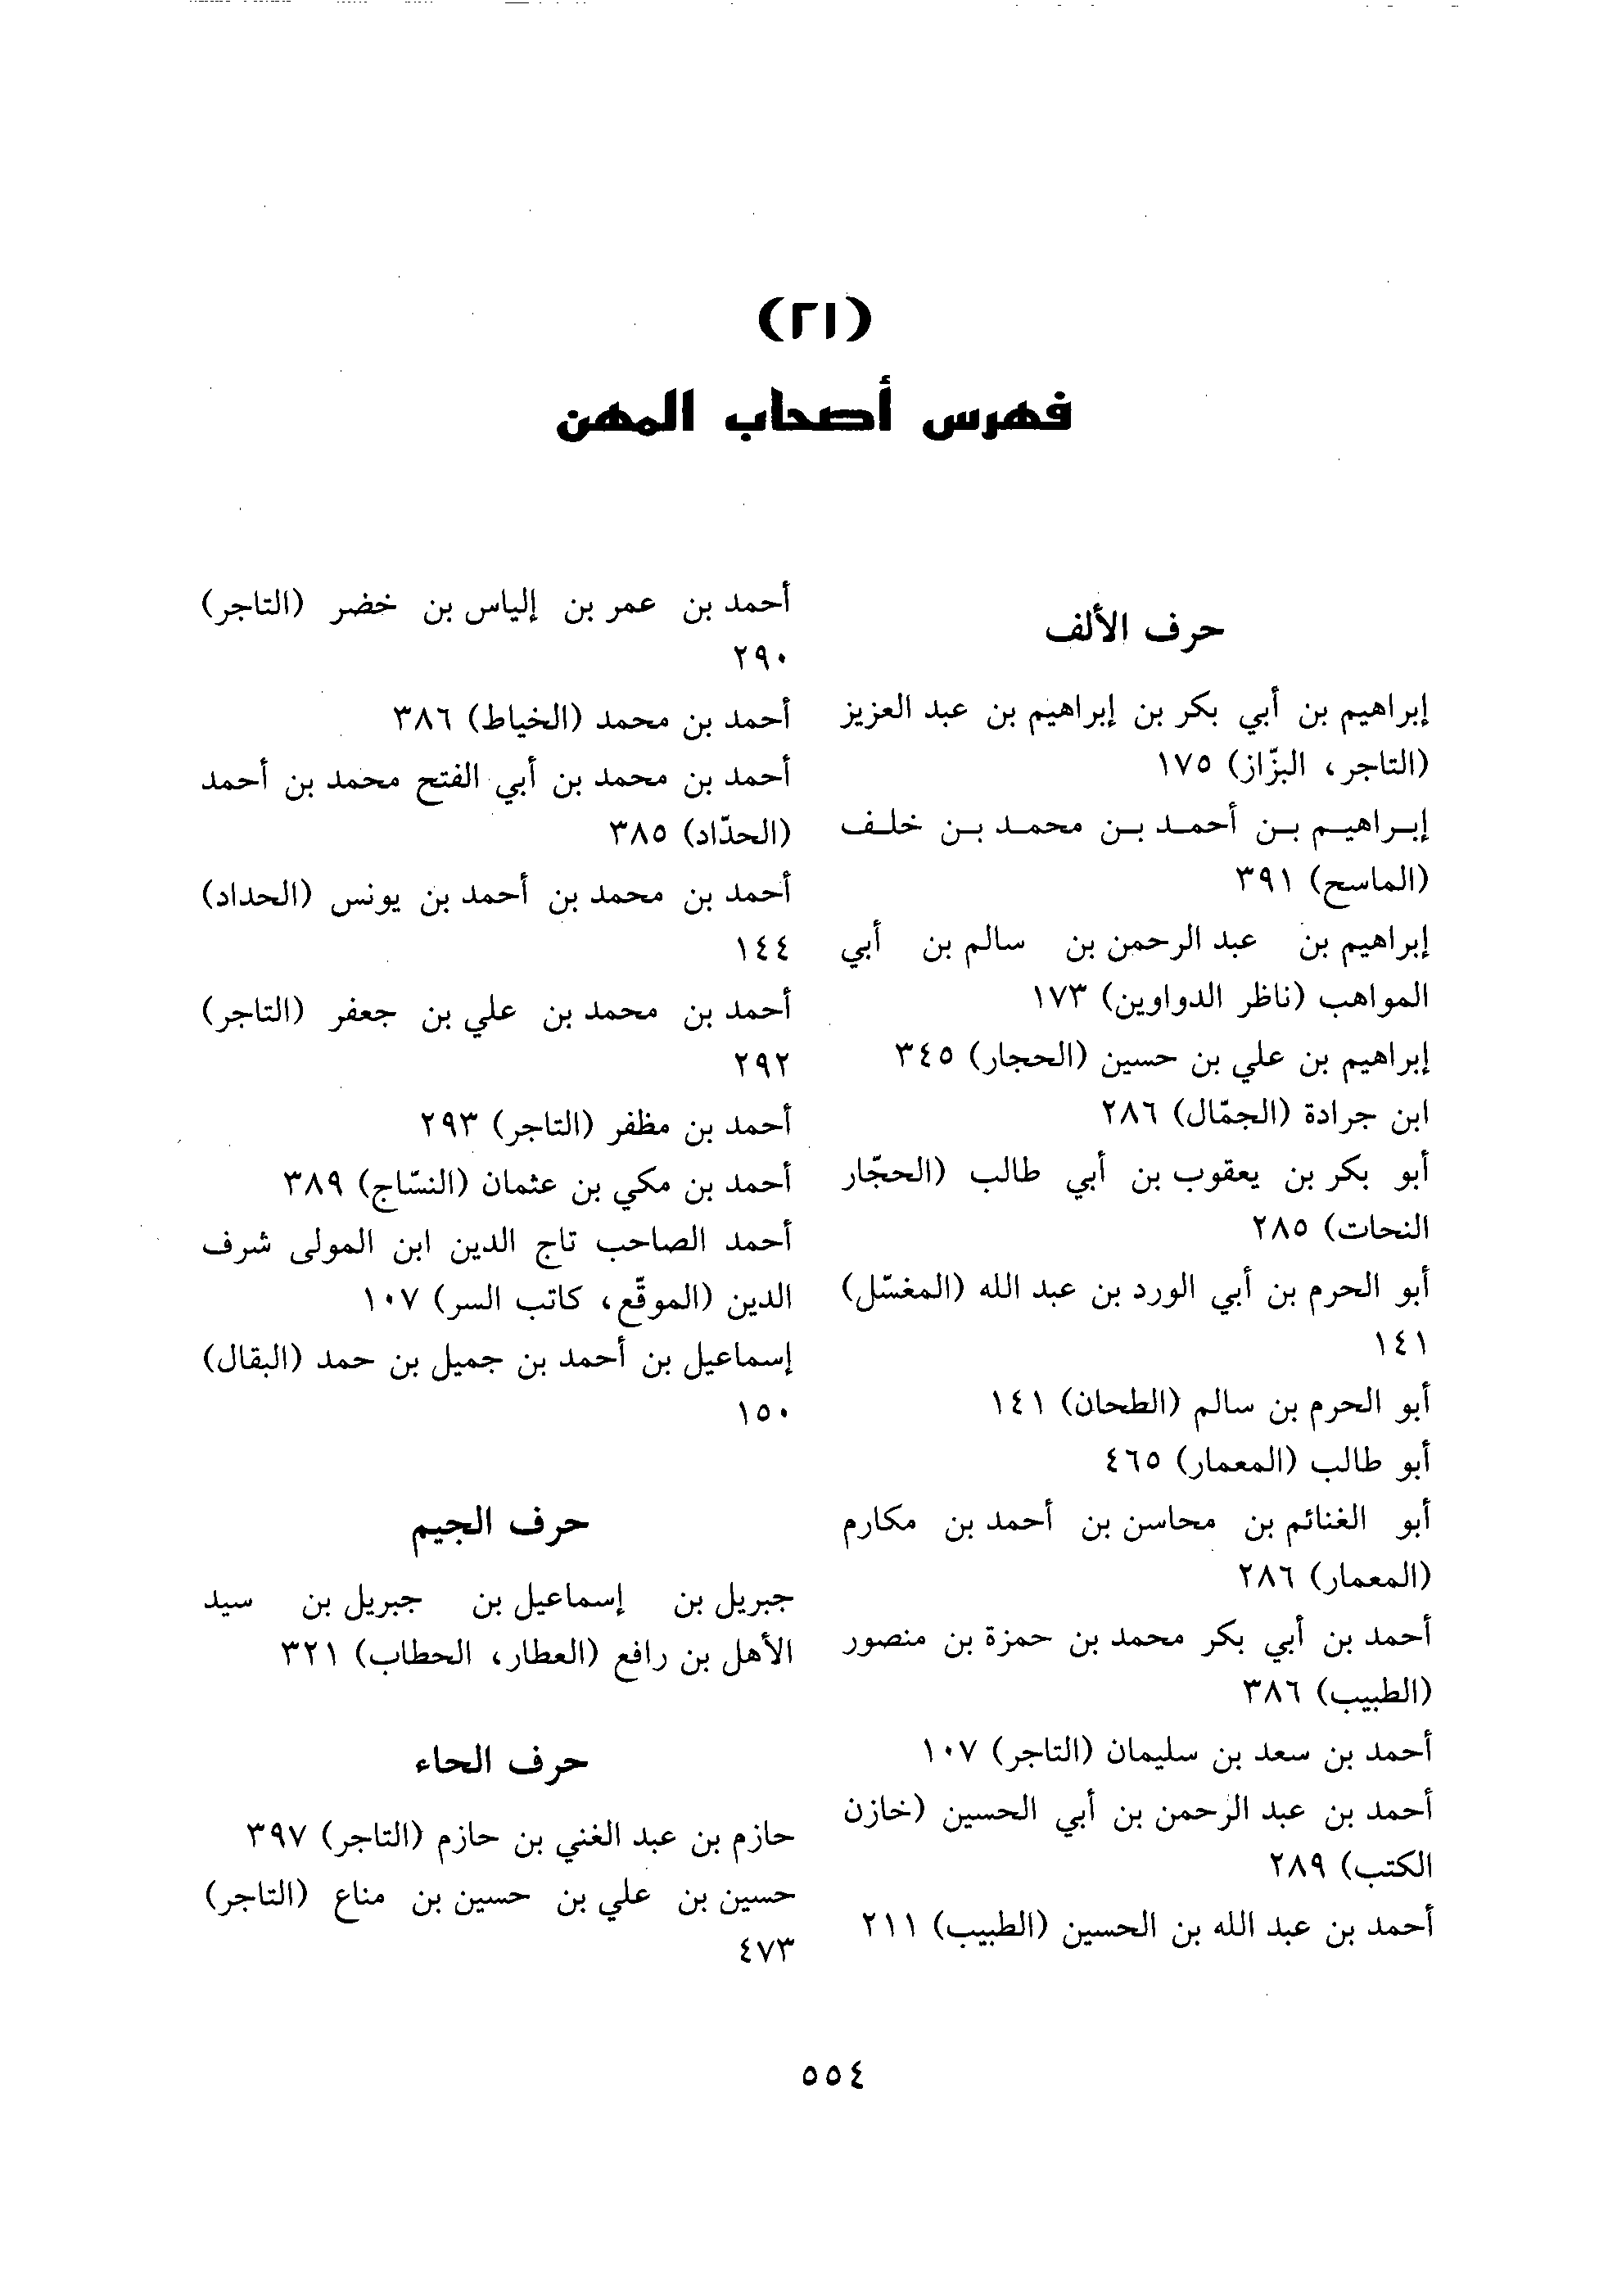 (٢١)
فهرس أصحاب المهن
حرف الألف
إبراهيم بن أبي بكر بن إبراهيم بن عبد العزيز
(التاجر، البزّاز) ١٧٥
إبراهيم بن أحمد بن محمد بن خلف
(الماسح) ٣٩١
إبراهيم بن عبد الرحمن بن سالم بن أبي
المواهب (ناظر الدواوين) ١٧٣
إبراهيم بن علي بن حسين (الحجار) ٣٤٥
ابن جرادة (الجمّال) ٢٨٦
أبو بكر بن يعقوب بن أبي طالب (الحجّار
النحات) ٢٨٥
أبو الحرم بن أبي الورد بن عبد الله (المغسّل)
١٤١
أبو الحرم بن سالم (الطحان) ١٤١
أبو طالب (المعمار) ٤٦٥
أبو الغنائم بن محاسن بن أحمد بن مكارم
(المعمار) ٢٨٦
أحمد بن أبي بكر محمد بن حمزة بن منصور
(الطبيب) ٣٨٦
أحمد بن سعد بن سليمان (التاجر) ١٠٧
أحمد بن عبد الرحمن بن أبي الحسين (خازن
الكتب) ٢٨٩
أحمد بن عبد الله بن الحسين (الطبيب) ٢١١
أحمد بن عمر بن إلياس بن خضر (التاجر)
٢٩٠
أحمد بن محمد (الخياط) ٣٨٦
أحمد بن محمد بن أبي الفتح محمد بن أحمد
(الحدّاد) ٣٨٥
أحمد بن محمد بن أحمد بن يونس (الحداد)
١٤٤
أحمد بن محمد بن علي بن جعفر (التاجر)
٢٩٢
أحمد بن مظفر (التاجر) ٢٩٣
أحمد بن مكي بن عثمان (النسّاج) ٣٨٩
أحمد الصاحب تاج الدين ابن المولى شرف
الدين (الموقّع، كاتب السر) ١٠٧
إسماعيل بن أحمد بن جميل بن حمد (البقال)
١٥٠
حرف الجيم
جبريل بن إسماعيل بن جبريل بن سيد
الأهل بن رافع (العطار، الحطاب) ٣٢١
حرف الحاء
حازم بن عبد الغني بن حازم (التاجر) ٣٩٧
حسين بن علي بن حسين بن مناع (التاجر)
٤٧٣
٥٥٤